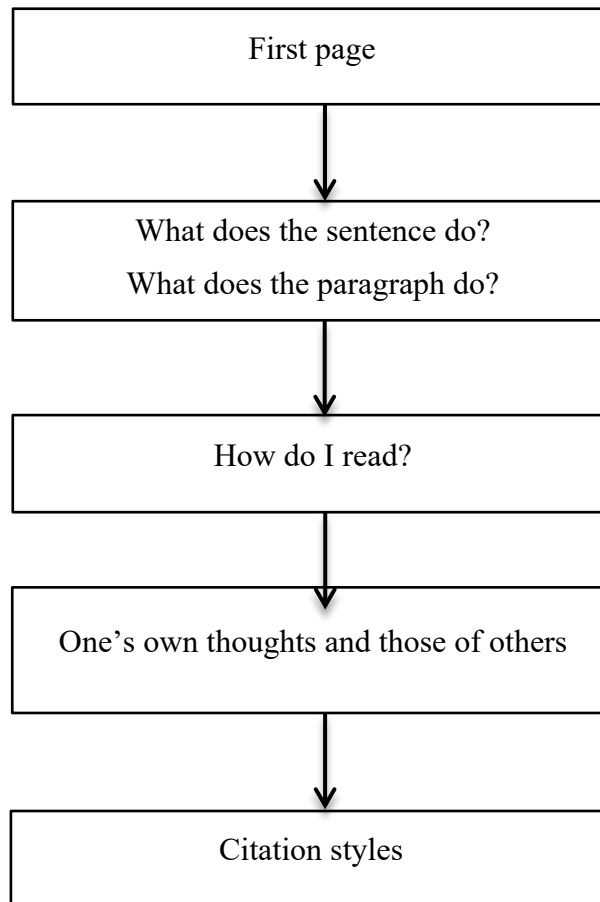 First page
What does the sentence do?
What does the paragraph do?
How do I read?
One’s own thoughts and those of others
Citation styles